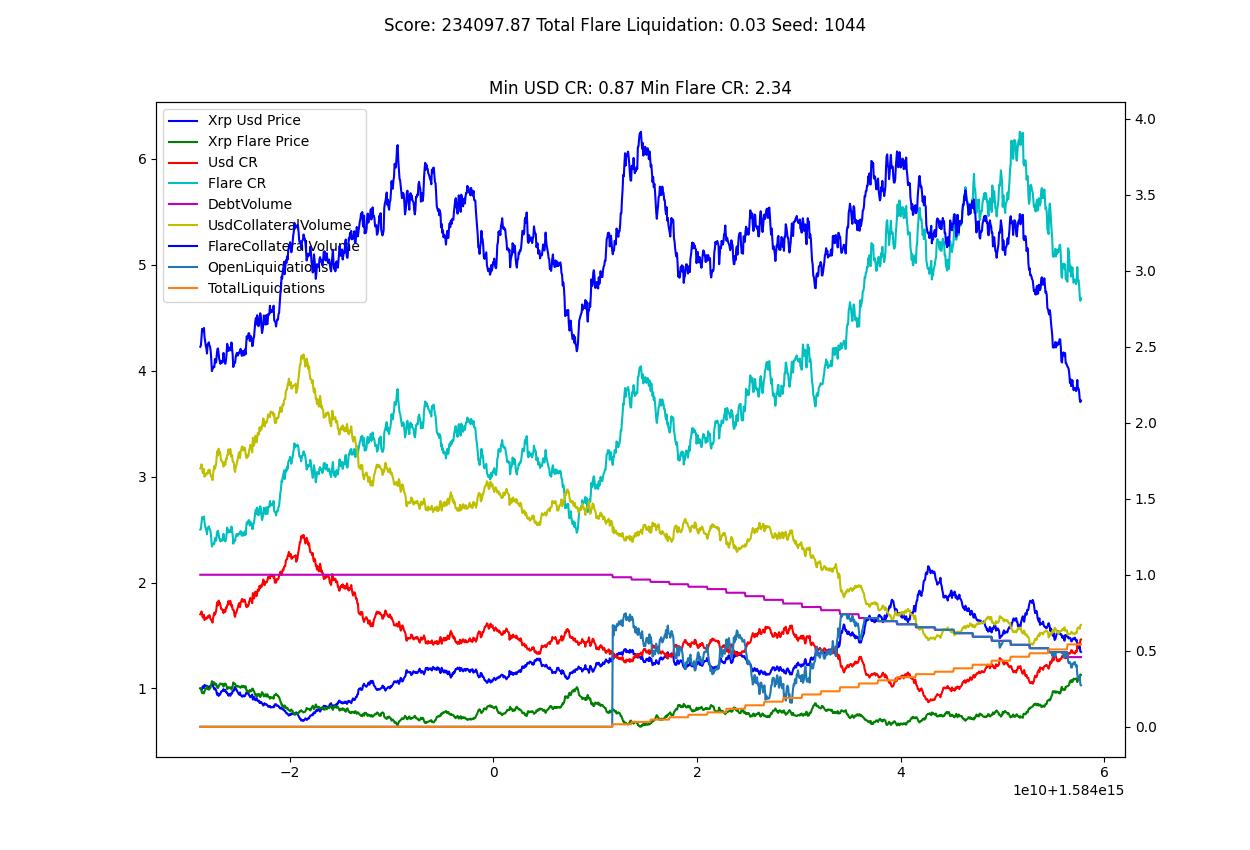 Score: 234097.87 Total Flare Liquidation: 0.03 Seed: 1044
Min USD CR: 0.87 Min Flare CR: 2.34
Xrp Usd Price
Xrp Flare Price
Usd CR
Flare CR
DebtVolume
UsdCollateralVolume
FlareCollateralVolume
OpenLiquidations
TotalLiquidations
6
5
4
3
2
1
4.0
3.5
3.0
2.5
2.0
1.5
1.0
0.5
0.0
−2
0
2
4
6
1e10+1.584e15